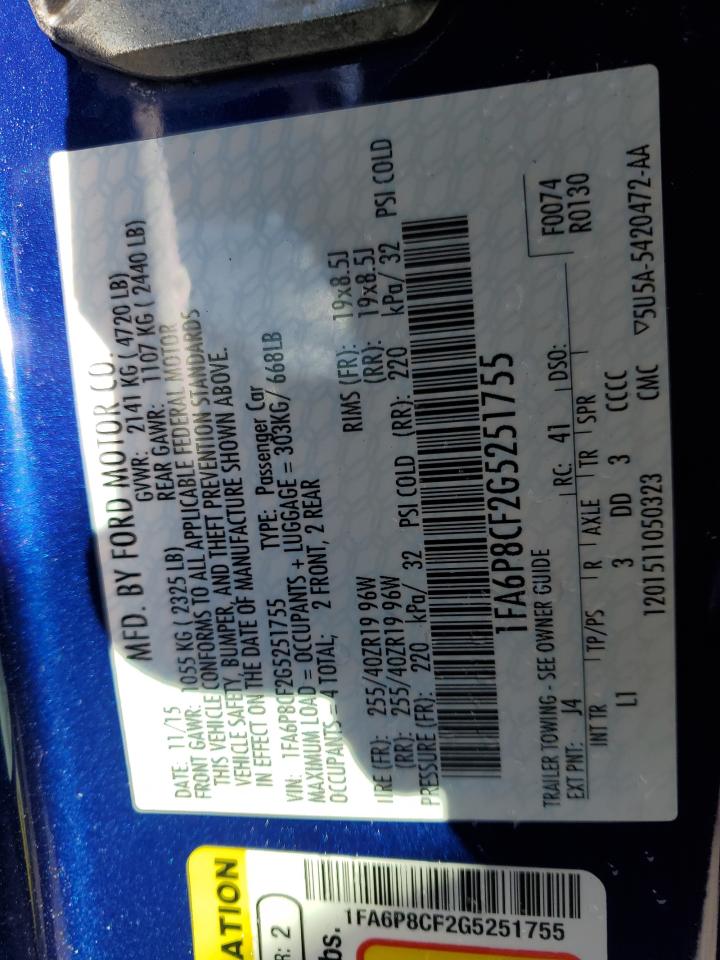 MFD. BY FORD MOTOR CO.
DATE: 11/15 GVWR: 2141 KG ( 4720 LB)
FRONT GAWR: 1055 KG ( 2325 LB) REAR GAWR: 1107 KG ( 2440 LB)
THIS VEHICLE CONFORMS TO ALL APPLICABLE FEDERAL MOTOR
VEHICLE SAFETY, BUMPER, AND THEFT PREVENTION STANDARDS
IN EFFECT ON THE DATE OF MANUFACTURE SHOWN ABOVE.
VIN: 1FA6P8CF2G5251755 TYPE: Passenger Car
MAXIMUM LOAD = OCCUPANTS + LUGGAGE = 303KG/ 668LB
OCCUPANTS = 4 TOTAL; 2 FRONT, 2 REAR
TIRE (FR): 255/40ZR19 96W RIMS (FR): 19x8.5J
(RR): 255/40ZR19 96W (RR): 19x8.5J
PRESSURE (FR): 220 kPa/ 32 PSI COLD (RR): 220 kPa/ 32 PSI COLD
1FA6P8CF2G5251755
TRAILER TOWING - SEE OWNER GUIDE F0074
EXT PNT: J4 RC: 41 DSO: R0130
INT TR TP/PS R AXLE TR SPR
L1 3 DD 3 CCCC
1201511050323 CMC ▽5U5A-5420472-AA
ATION
R: 2
bs.
1FA6P8CF2G5251755